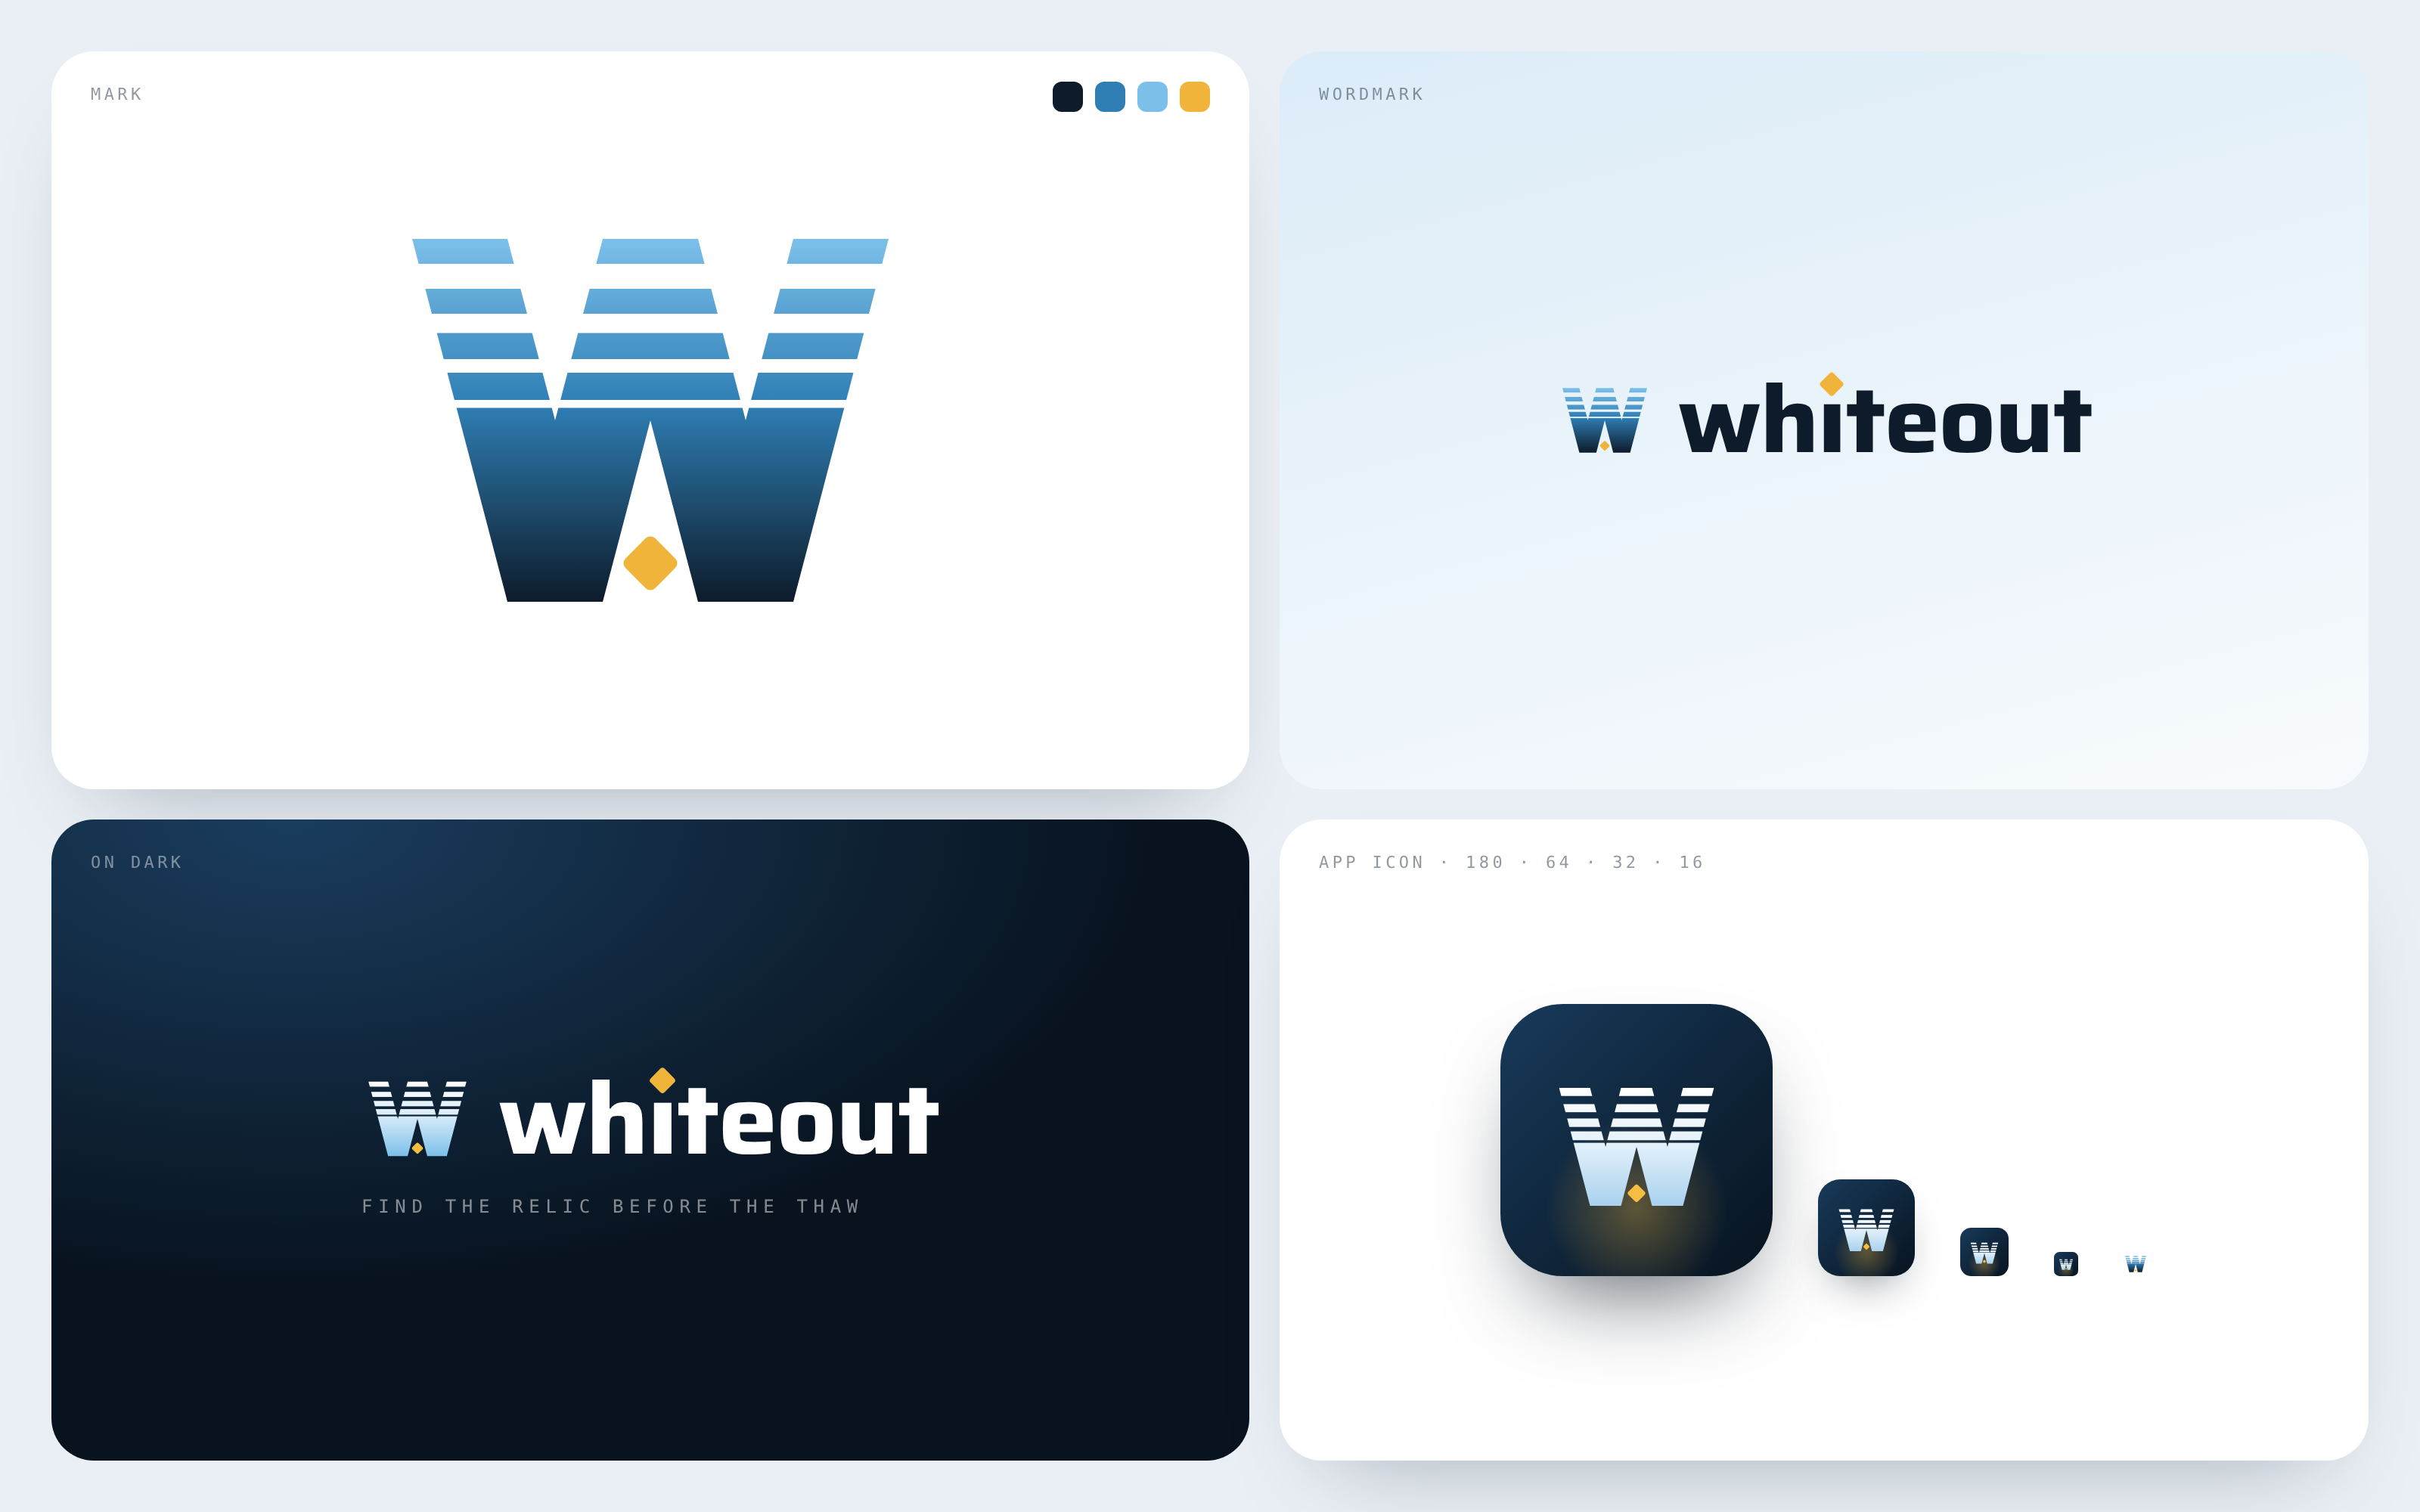 MARK
WORDMARK
W whiteout
ON DARK
W whiteout
FIND THE RELIC BEFORE THE THAW
APP ICON · 180 · 64 · 32 · 16
W
W
W
W
W
W